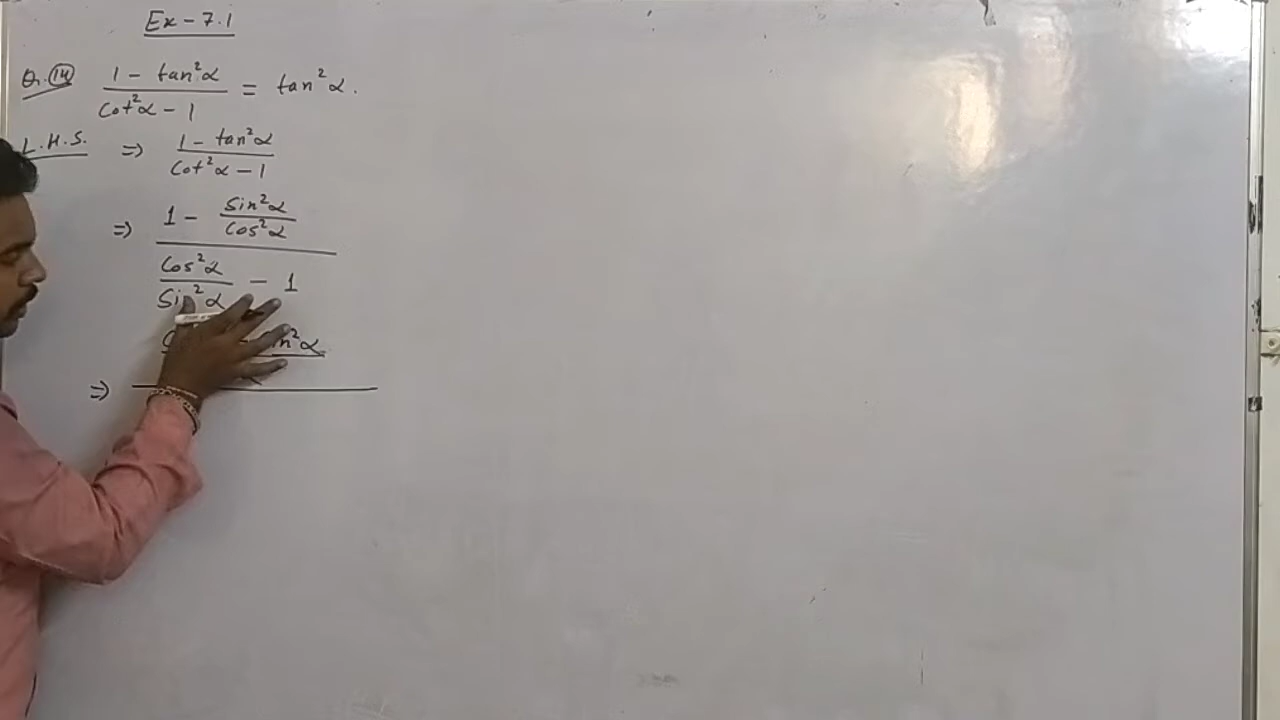 Ex - 7.1
Q. 14 (1 - tan²α)/(Cot²α - 1) = tan²α.
L.H.S. ⇒ (1 - tan²α)/(Cot²α - 1)
⇒ (1 - Sin²α/Cos²α)/(Cos²α/Sin²α - 1)
⇒